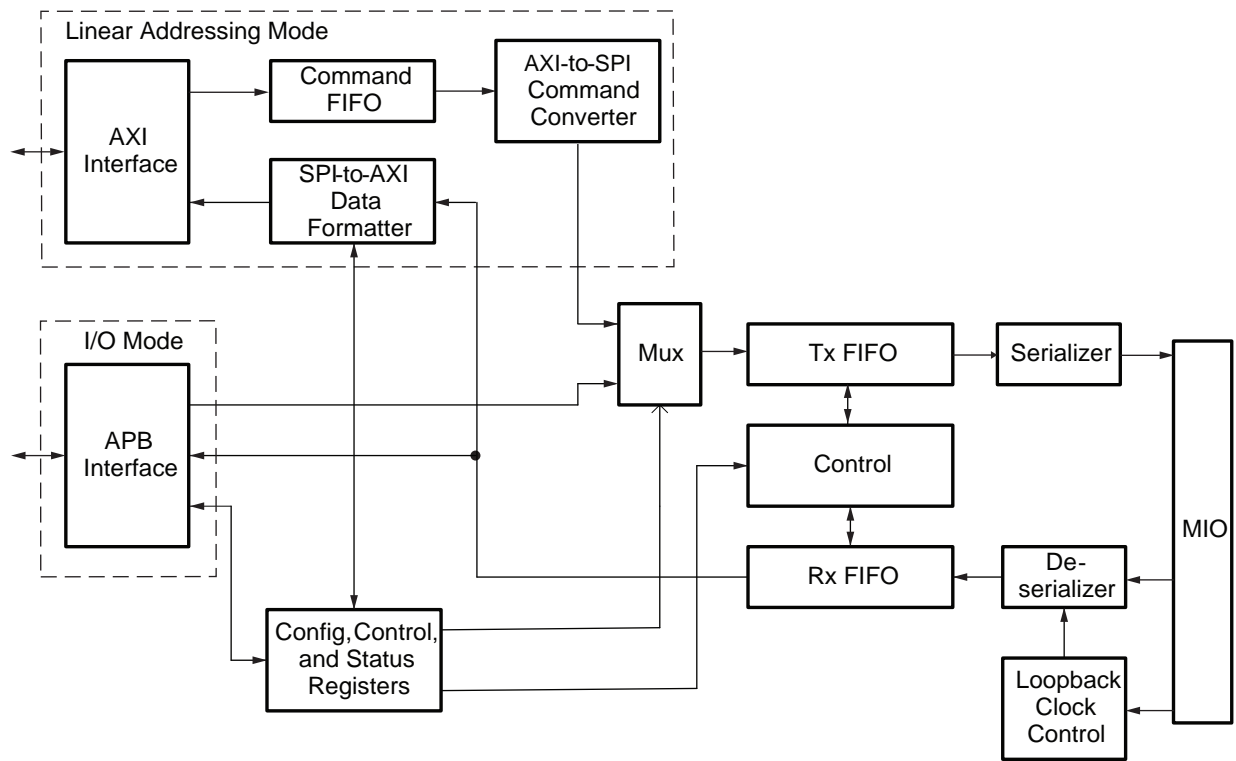 Linear Addressing Mode
AXI
Interface
Command
FIFO
AXI-to-SPI
Command
Converter
SPI-to-AXI
Data
Formatter
I/O Mode
APB
Interface
Mux
Tx FIFO
Serializer
Control
MIO
Rx FIFO
De-
serializer
Config, Control,
and Status
Registers
Loopback
Clock
Control